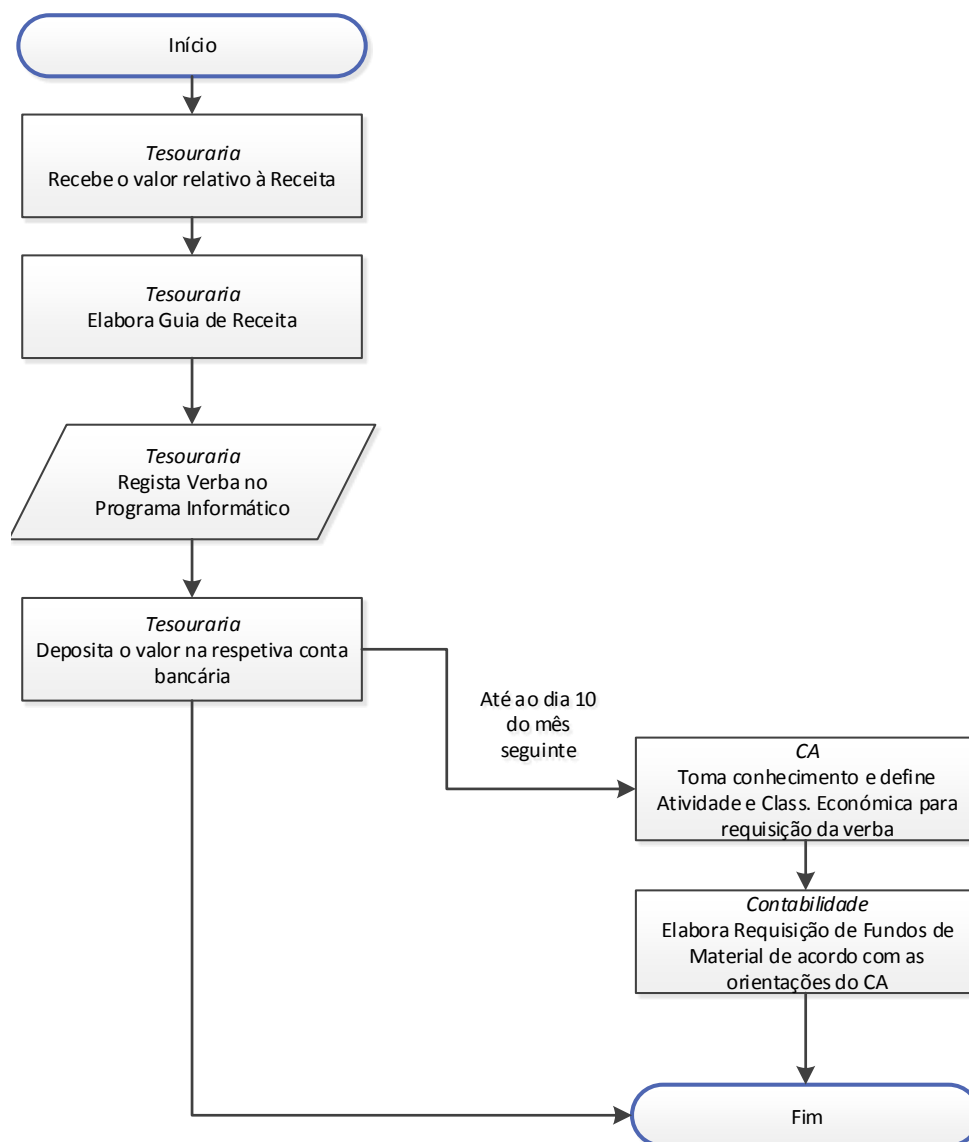 Início
Tesouraria
Recebe o valor relativo à Receita
Tesouraria
Elabora Guia de Receita
Tesouraria
Regista Verba no
Programa Informático
Tesouraria
Deposita o valor na respetiva conta
bancária
Até ao dia 10
do mês
seguinte
CA
Toma conhecimento e define
Atividade e Class. Económica para
requisição da verba
Contabilidade
Elabora Requisição de Fundos de
Material de acordo com as
orientações do CA
Fim